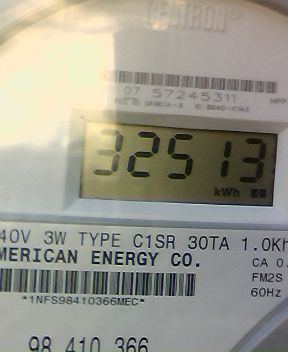 CENTRON®
07 57245311
32513
kWh
40V 3W TYPE C1SR 30TA 1.0Kh
MERICAN ENERGY CO.
CA 0.
FM2S
60Hz
*1NFS98410366MEC*
98 410 366